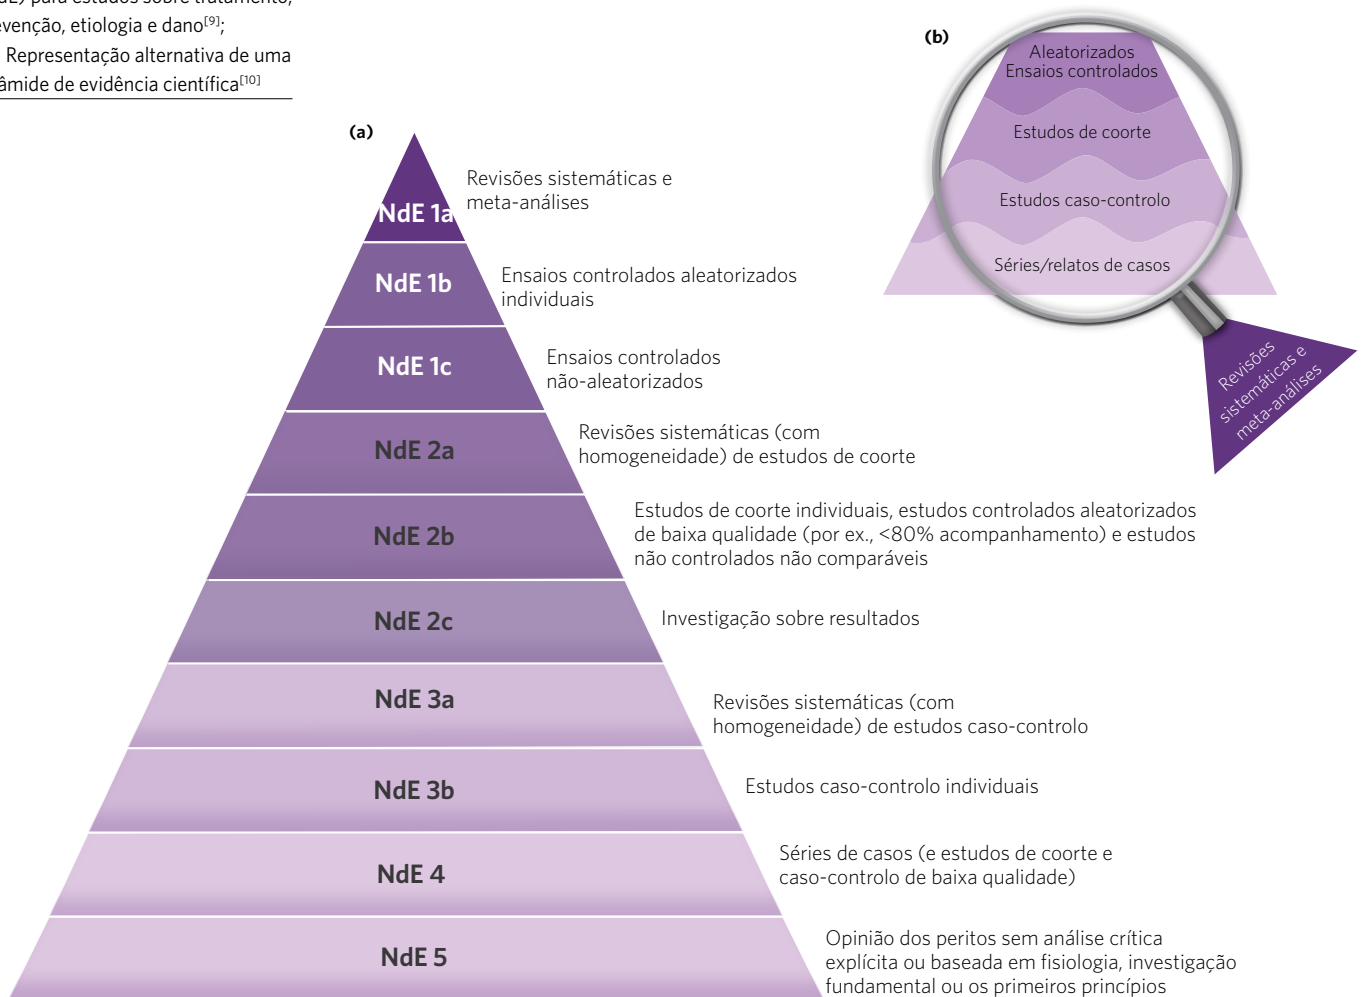 para estudos sobre tratamento,
etiologia e dano[9];
Representação alternativa de uma
de evidência científica[10]
(a)
NdE 1a
Revisões sistemáticas e
meta-análises
NdE 1b
Ensaios controlados aleatorizados
individuais
NdE 1c
Ensaios controlados
não-aleatorizados
NdE 2a
Revisões sistemáticas (com
homogeneidade) de estudos de coorte
NdE 2b
Estudos de coorte individuais, estudos controlados aleatorizados
de baixa qualidade (por ex., <80% acompanhamento) e estudos
não controlados não comparáveis
NdE 2c
Investigação sobre resultados
NdE 3a
Revisões sistemáticas (com
homogeneidade) de estudos caso-controlo
NdE 3b
Estudos caso-controlo individuais
NdE 4
Séries de casos (e estudos de coorte e
caso-controlo de baixa qualidade)
NdE 5
Opinião dos peritos sem análise crítica
explícita ou baseada em fisiologia, investigação
fundamental ou os primeiros princípios
(b)
Aleatorizados
Ensaios controlados
Estudos de coorte
Estudos caso-controlo
Séries/relatos de casos
Revisões
sistemáticas e
meta-análises